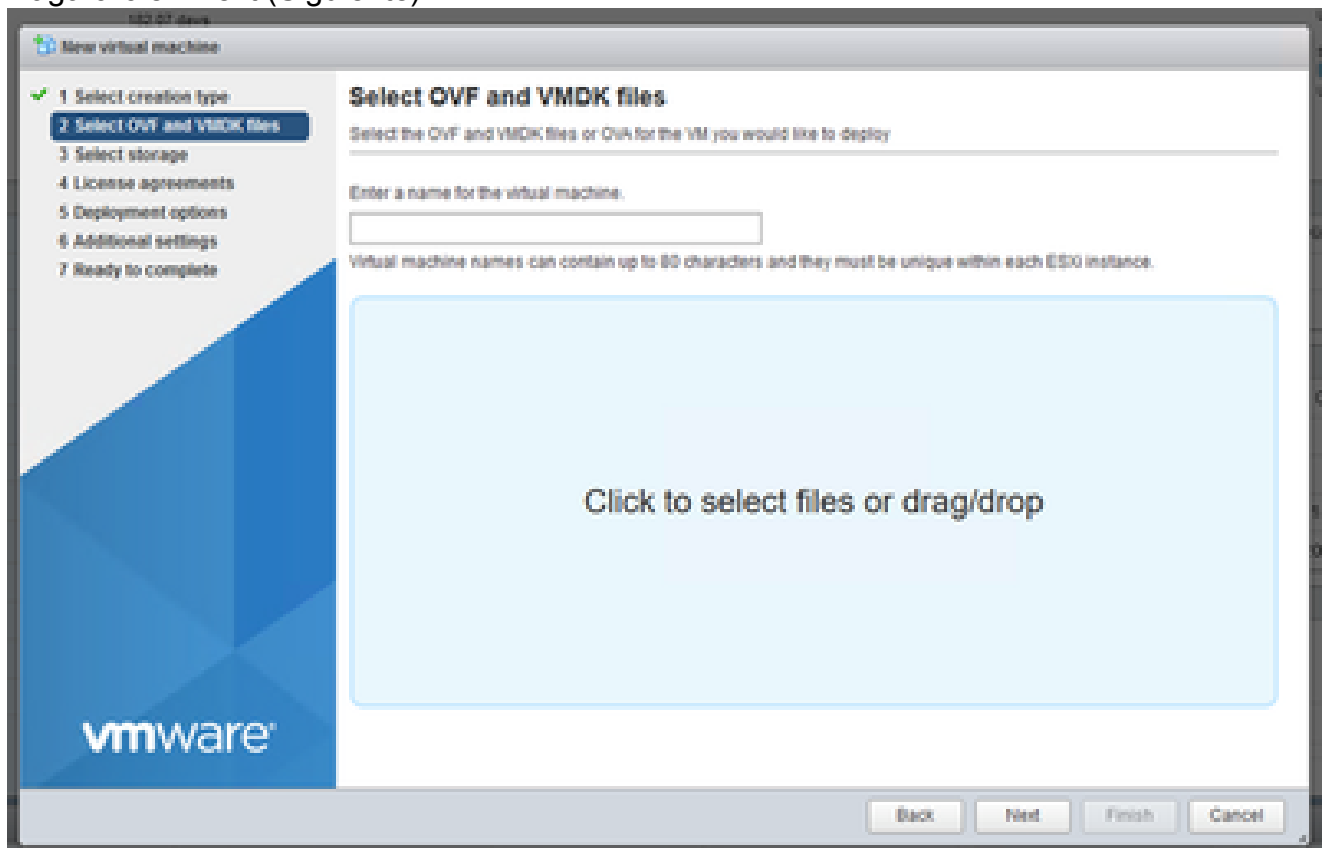 182.07 days
New virtual machine
1 Select creation type
2 Select OVF and VMDK files
3 Select storage
4 License agreements
5 Deployment options
6 Additional settings
7 Ready to complete
Select OVF and VMDK files
Select the OVF and VMDK files or OVA for the VM you would like to deploy
Enter a name for the virtual machine.
Virtual machine names can contain up to 80 characters and they must be unique within each ESXi instance.
Click to select files or drag/drop
vmware
Back
Next
Finish
Cancel